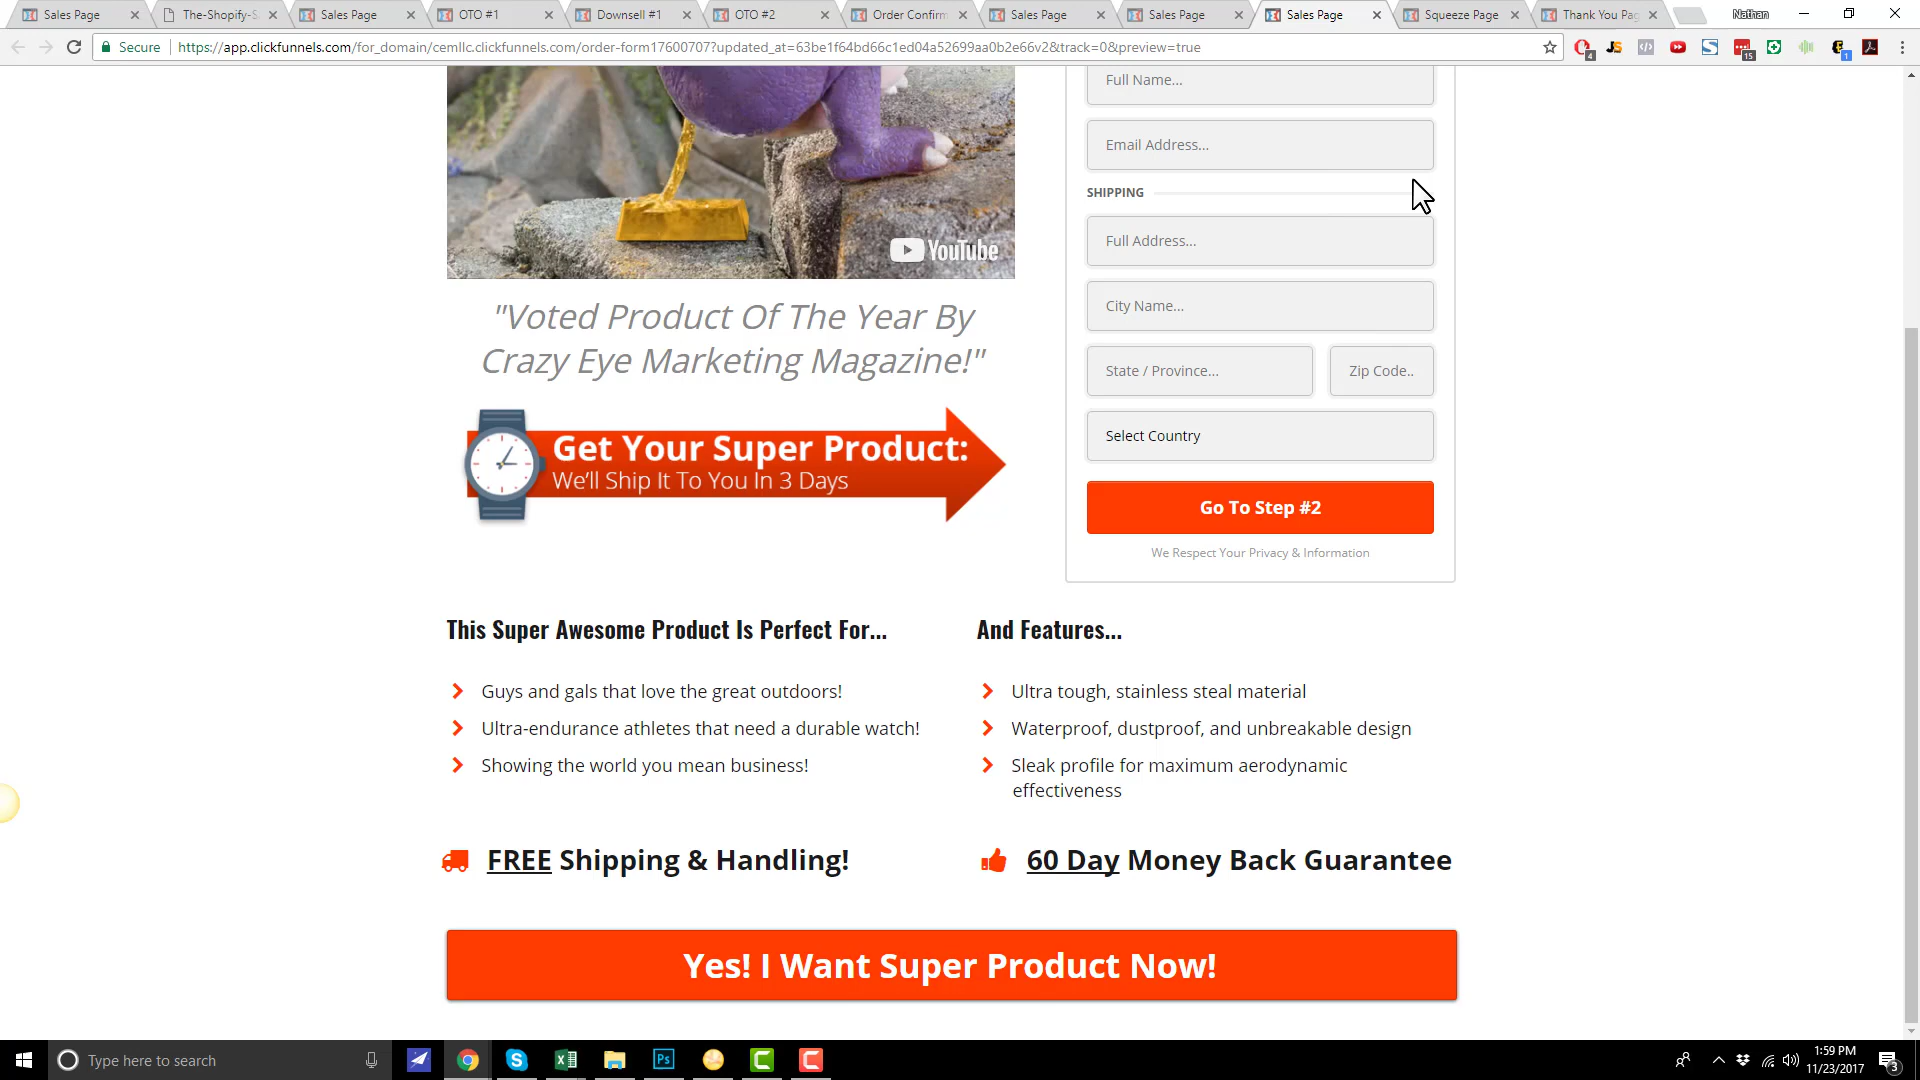 Sales Page
The-Shopify-S
Sales Page
OTO #1
Downsell #1
OTO #2
Order Confirm
Sales Page
Sales Page
Sales Page
Squeeze Page
Thank You Pag
Nathan
Secure
https://app.clickfunnels.com/for_domain/cemllc.clickfunnels.com/order-form17600707?updated_at=63be1f64bd66c1ed04a52699aa0b2e66v2&track=0&preview=true
4
JS
15
1
Full Name...
Email Address...
SHIPPING
Full Address...
City Name...
State / Province...
Zip Code..
Select Country
Go To Step #2
We Respect Your Privacy & Information
YouTube
"Voted Product Of The Year By
Crazy Eye Marketing Magazine!"
Get Your Super Product:
We'll Ship It To You In 3 Days
This Super Awesome Product Is Perfect For...
Guys and gals that love the great outdoors!
Ultra-endurance athletes that need a durable watch!
Showing the world you mean business!
And Features...
Ultra tough, stainless steal material
Waterproof, dustproof, and unbreakable design
Sleak profile for maximum aerodynamic
effectiveness
FREE Shipping & Handling!
60 Day Money Back Guarantee
Yes! I Want Super Product Now!
Type here to search
Ps
1:59 PM
11/23/2017
3